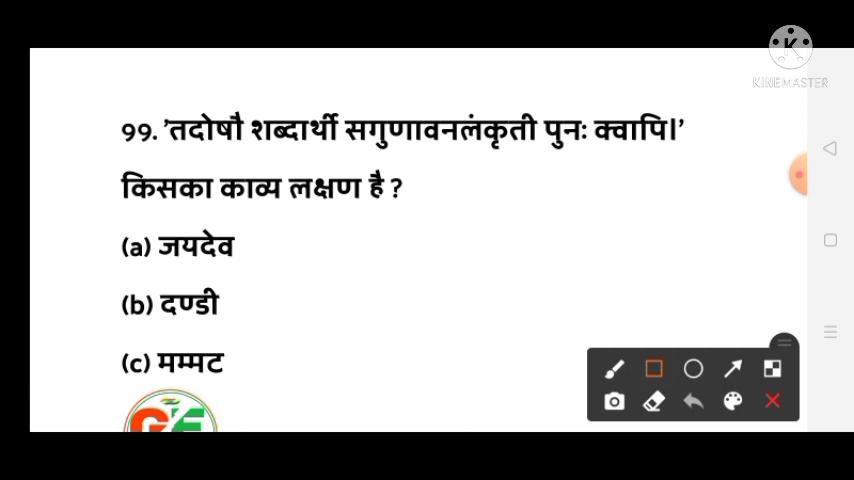 KINEMASTER
99. 'तदोषौ शब्दार्थी सगुणावनलंकृती पुनः क्वापि।'
किसका काव्य लक्षण है ?
(a) जयदेव
(b) दण्डी
(c) मम्मट